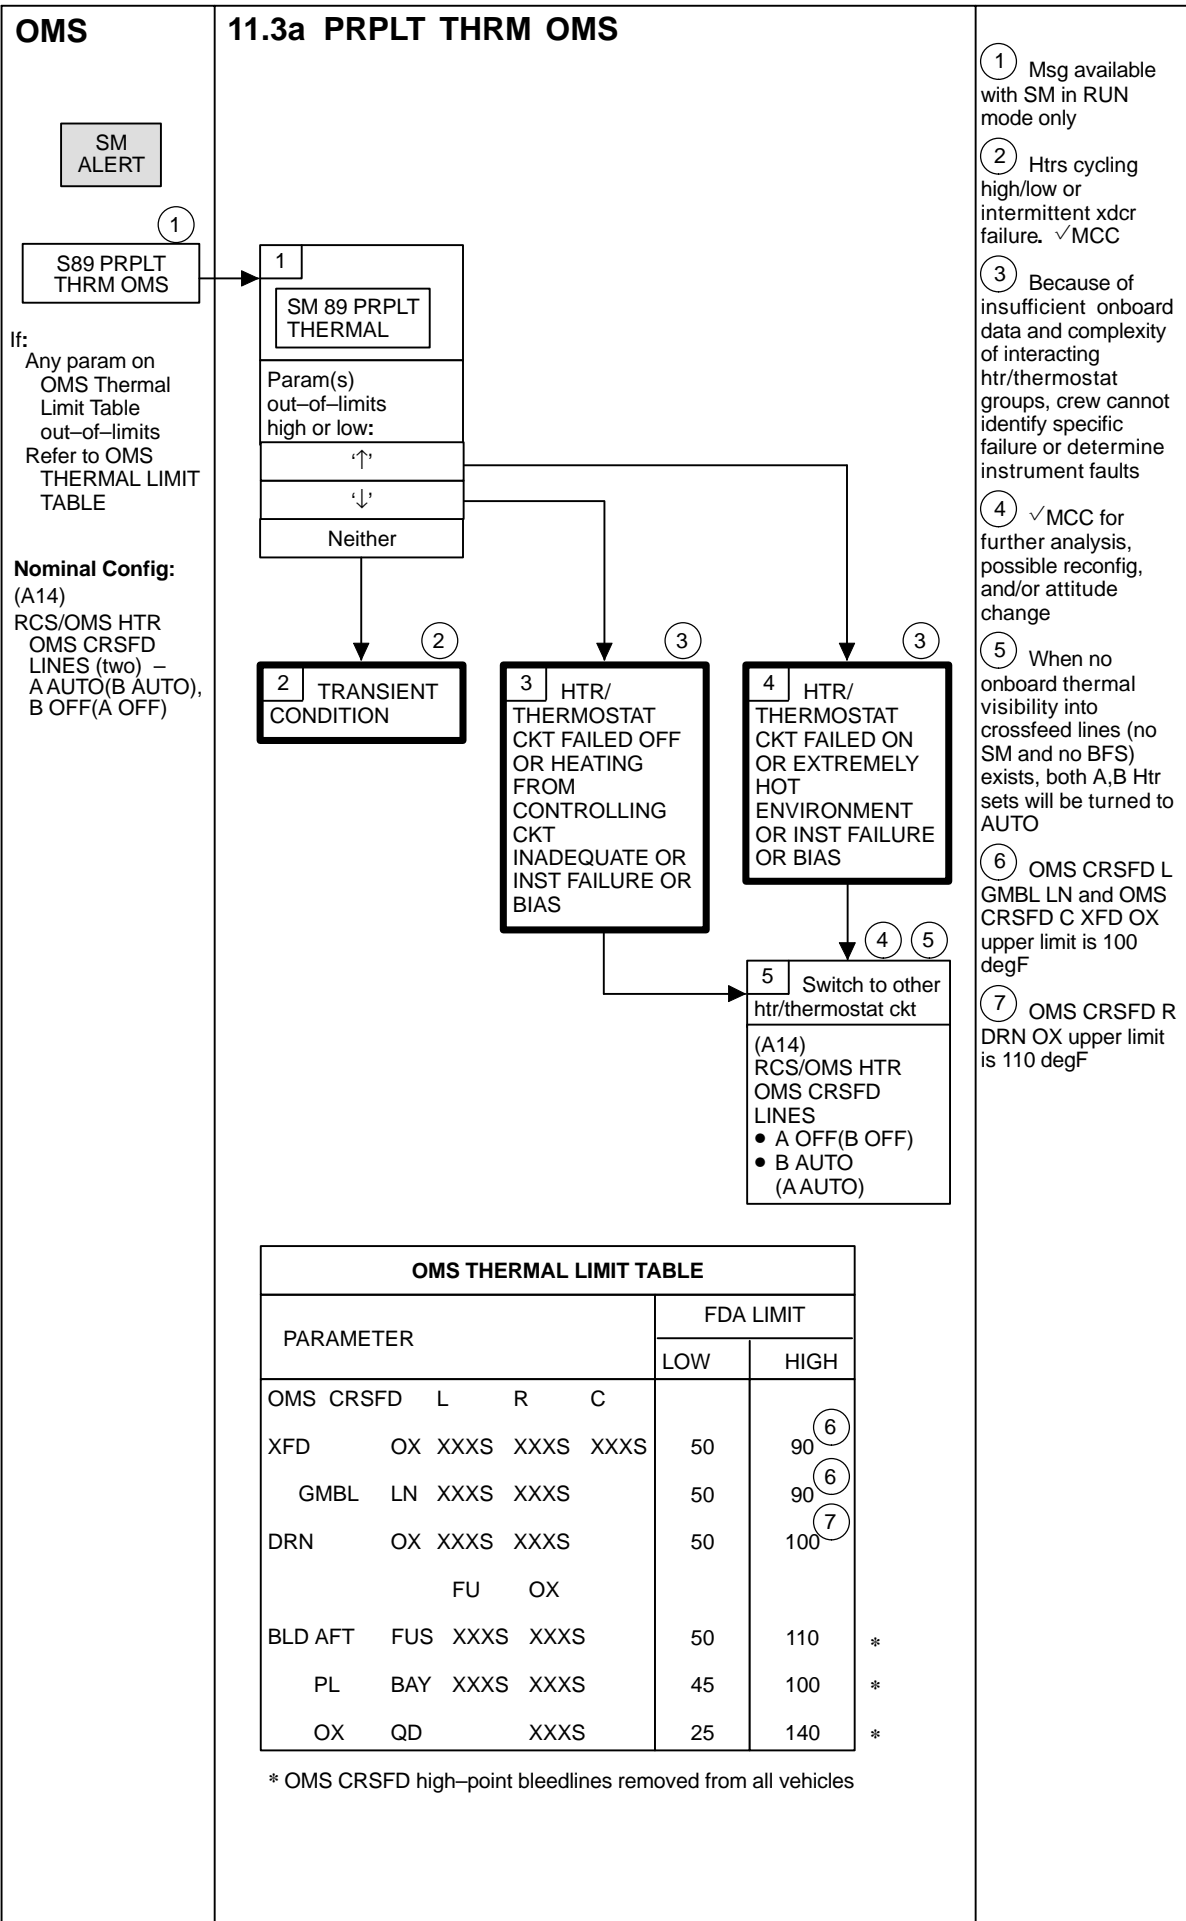 OMS
11.3a PRPLT THRM OMS
SM
ALERT
1
S89 PRPLT
THRM OMS
If:
Any param on
OMS Thermal
Limit Table
out–of–limits
Refer to OMS
THERMAL LIMIT
TABLE
Nominal Config:
(A14)
RCS/OMS HTR
OMS CRSFD
LINES (two) –
A AUTO(B AUTO),
B OFF(A OFF)
1
SM 89 PRPLT
THERMAL
Param(s)
out–of–limits
high or low:
‘↑’
‘↓’
Neither
2
2 TRANSIENT
CONDITION
3
3 HTR/
THERMOSTAT
CKT FAILED OFF
OR HEATING
FROM
CONTROLLING
CKT
INADEQUATE OR
INST FAILURE OR
BIAS
3
4 HTR/
THERMOSTAT
CKT FAILED ON
OR EXTREMELY
HOT
ENVIRONMENT
OR INST FAILURE
OR BIAS
4 5
5 Switch to other
htr/thermostat ckt
(A14)
RCS/OMS HTR
OMS CRSFD
LINES
• A OFF(B OFF)
• B AUTO
(A AUTO)
OMS THERMAL LIMIT TABLE
PARAMETER FDA LIMIT
LOW HIGH
OMS CRSFD L R C
XFD OX XXXS XXXS XXXS 50 90 6
GMBL LN XXXS XXXS 50 90 6
DRN OX XXXS XXXS 50 100 7
FU OX
BLD AFT FUS XXXS XXXS 50 110 *
PL BAY XXXS XXXS 45 100 *
OX QD XXXS 25 140 *
* OMS CRSFD high–point bleedlines removed from all vehicles
1 Msg available
with SM in RUN
mode only
2 Htrs cycling
high/low or
intermittent xdcr
failure. √MCC
3 Because of
insufficient onboard
data and complexity
of interacting
htr/thermostat
groups, crew cannot
identify specific
failure or determine
instrument faults
4 √MCC for
further analysis,
possible reconfig,
and/or attitude
change
5 When no
onboard thermal
visibility into
crossfeed lines (no
SM and no BFS)
exists, both A,B Htr
sets will be turned to
AUTO
6 OMS CRSFD L
GMBL LN and OMS
CRSFD C XFD OX
upper limit is 100
degF
7 OMS CRSFD R
DRN OX upper limit
is 110 degF